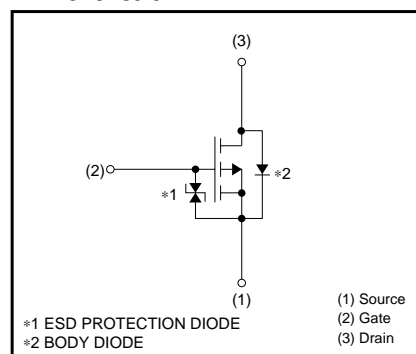 (3)
(2)
∗1
∗2
(1)
∗1 ESD PROTECTION DIODE
∗2 BODY DIODE
(1) Source
(2) Gate
(3) Drain